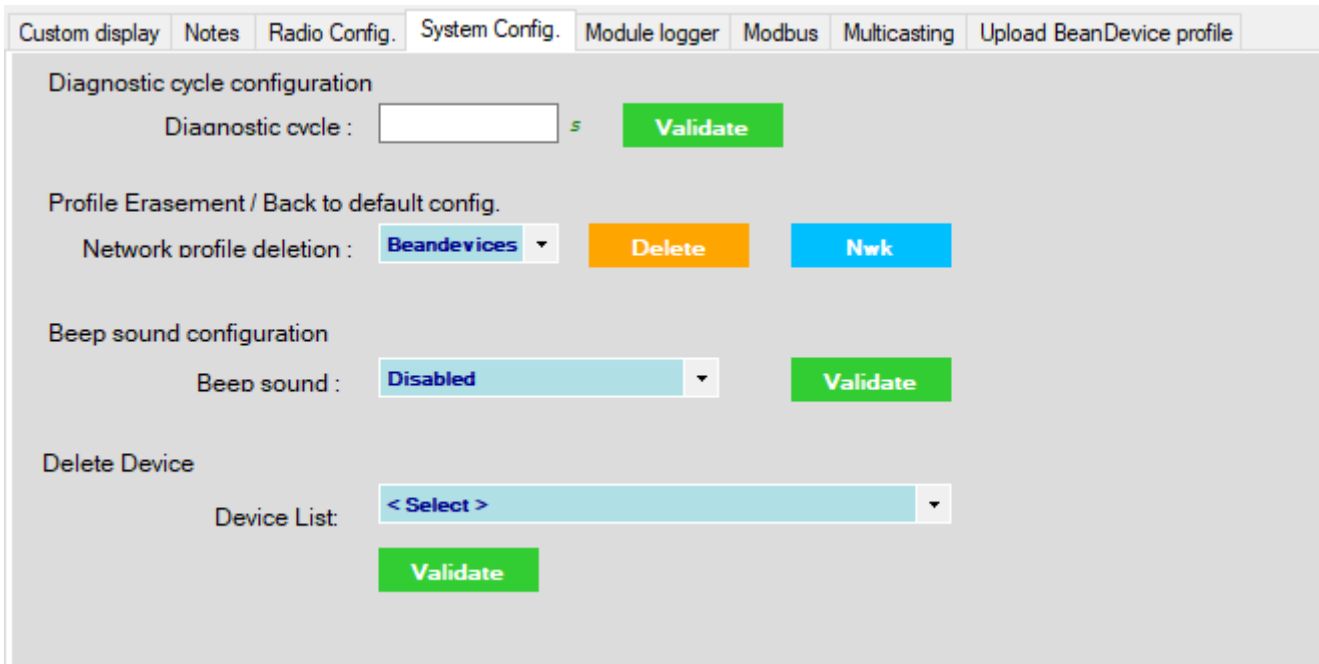 Custom display Notes Radio Config. System Config. Module logger Modbus Multicasting Upload BeanDevice profile
Diagnostic cycle configuration
Diagnostic cycle : s Validate
Profile Erasement / Back to default config.
Network profile deletion : Beandevices Delete Nwk
Beep sound configuration
Beep sound : Disabled Validate
Delete Device
Device List: < Select >
Validate